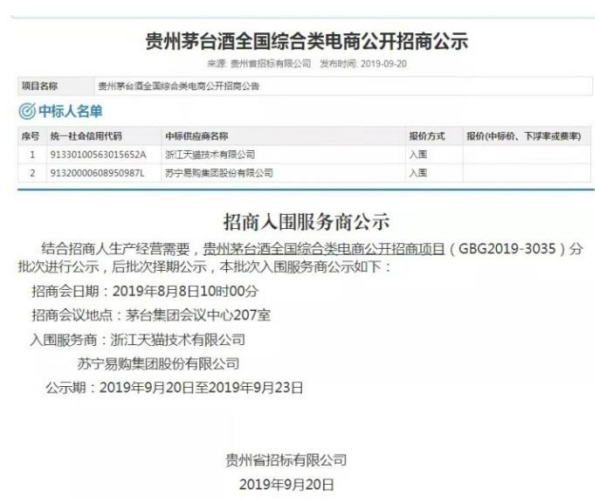 贵州茅台酒全国综合类电商公开招商公示
来源: 贵州省招标有限公司 发布时间: 2019-09-20
项目名称 贵州茅台酒全国综合类电商公开招商公告
中标人名单
序号 统一社会信用代码 中标供应商名称 报价方式 报价(中标价、下浮率或费率)
1 91330100563015652A 浙江天猫技术有限公司 入围
2 91320000608950987L 苏宁易购集团股份有限公司 入围
招商入围服务商公示
结合招商人生产经营需要，贵州茅台酒全国综合类电商公开招商项目（GBG2019-3035）分
批次进行公示，后批次择期公示，本批次入围服务商公示如下：
招商会日期：2019年8月8日10时00分
招商会议地点：茅台集团会议中心207室
入围服务商：浙江天猫技术有限公司
苏宁易购集团股份有限公司
公示期：2019年9月20日至2019年9月23日
贵州省招标有限公司
2019年9月20日